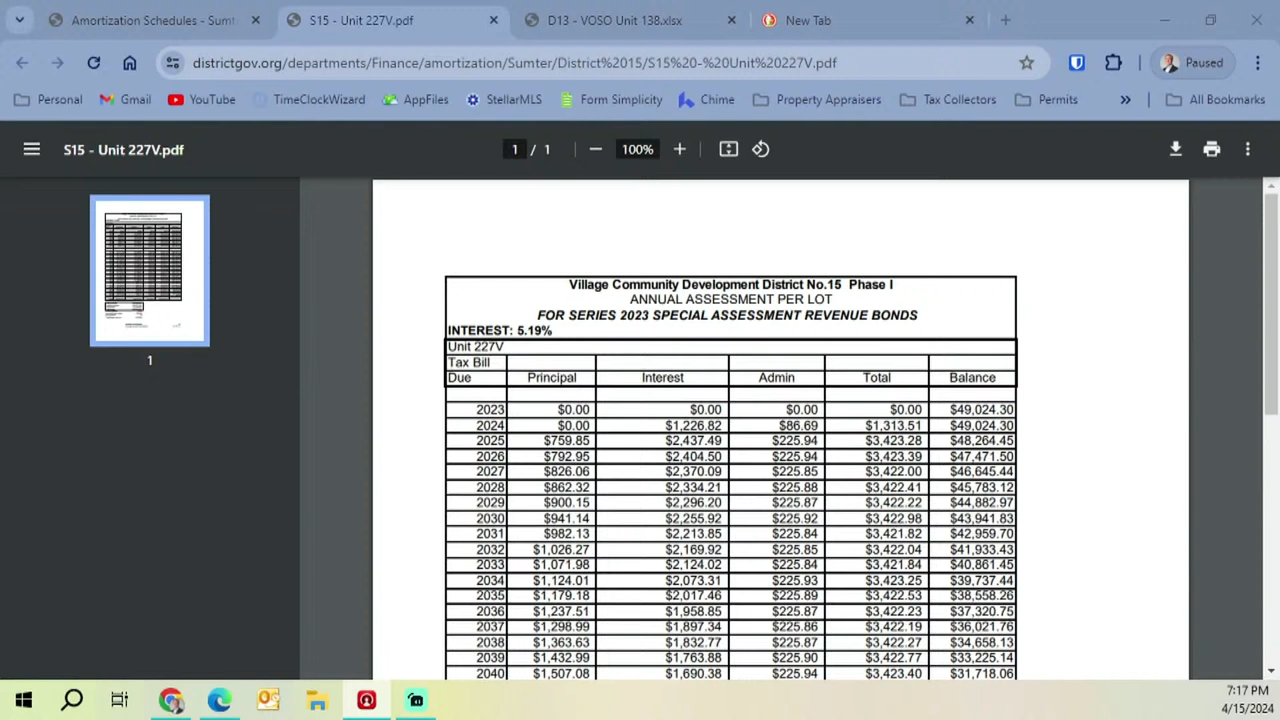 Amortization Schedules - Sumt
S15 - Unit 227V.pdf
D13 - VOSO Unit 138.xlsx
New Tab
districtgov.org/departments/Finance/amortization/Sumter/District%2015/S15%20-%20Unit%20227V.pdf
Paused
Personal
Gmail
YouTube
TimeClockWizard
AppFiles
StellarMLS
Form Simplicity
Chime
Property Appraisers
Tax Collectors
Permits
All Bookmarks
S15 - Unit 227V.pdf
1 / 1
100%
1
Village Community Development District No.15 Phase I
ANNUAL ASSESSMENT PER LOT
FOR SERIES 2023 SPECIAL ASSESSMENT REVENUE BONDS
INTEREST: 5.19%
Unit 227V
Tax Bill
Due Principal Interest Admin Total Balance
2023 $0.00 $0.00 $0.00 $0.00 $49,024.30
2024 $0.00 $1,226.82 $86.69 $1,313.51 $49,024.30
2025 $759.85 $2,437.49 $225.94 $3,423.28 $48,264.45
2026 $792.95 $2,404.50 $225.94 $3,423.39 $47,471.50
2027 $826.06 $2,370.09 $225.85 $3,422.00 $46,645.44
2028 $862.32 $2,334.21 $225.88 $3,422.41 $45,783.12
2029 $900.15 $2,296.20 $225.87 $3,422.22 $44,882.97
2030 $941.14 $2,255.92 $225.92 $3,422.98 $43,941.83
2031 $982.13 $2,213.85 $225.84 $3,421.82 $42,959.70
2032 $1,026.27 $2,169.92 $225.85 $3,422.04 $41,933.43
2033 $1,071.98 $2,124.02 $225.84 $3,421.84 $40,861.45
2034 $1,124.01 $2,073.31 $225.93 $3,423.25 $39,737.44
2035 $1,179.18 $2,017.46 $225.89 $3,422.53 $38,558.26
2036 $1,237.51 $1,958.85 $225.87 $3,422.23 $37,320.75
2037 $1,298.99 $1,897.34 $225.86 $3,422.19 $36,021.76
2038 $1,363.63 $1,832.77 $225.87 $3,422.27 $34,658.13
2039 $1,432.99 $1,763.88 $225.90 $3,422.77 $33,225.14
2040 $1,507.08 $1,690.38 $225.94 $3,423.40 $31,718.06
7:17 PM
4/15/2024